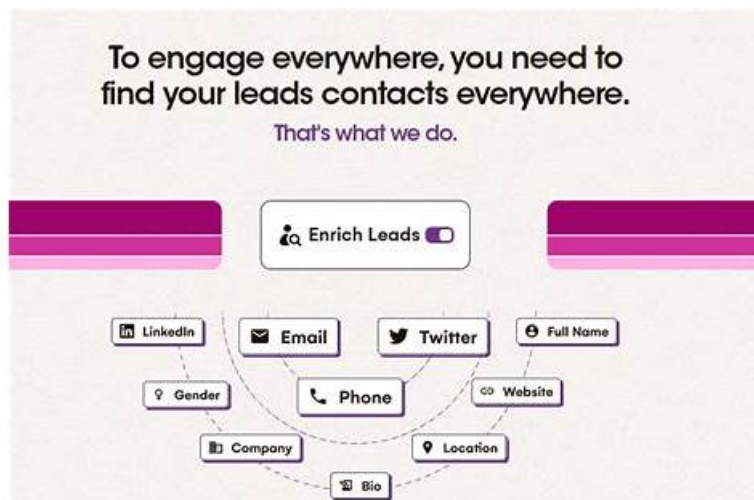 To engage everywhere, you need to
find your leads contacts everywhere.
That's what we do.
Enrich Leads
LinkedIn
Email
Twitter
Full Name
Gender
Phone
Website
Company
Location
Bio